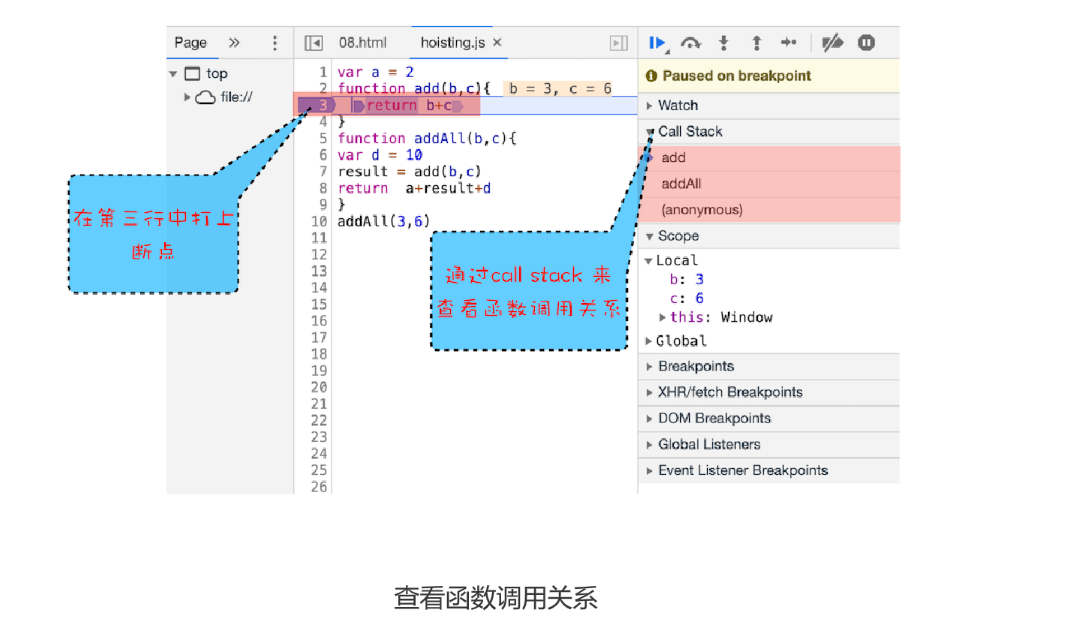 Page
08.html
hoisting.js ×
top
file://
1 var a = 2
2 function add(b,c){ b = 3, c = 6
3 return b+c
4 }
5 function addAll(b,c){
6 var d = 10
7 result = add(b,c)
8 return a+result+d
9 }
10 addAll(3,6)
11
12
13
14
15
16
17
18
19
20
21
22
23
24
25
26
在第三行中打上
断点
通过call stack 来
查看函数调用关系
Paused on breakpoint
Watch
Call Stack
add
addAll
(anonymous)
Scope
Local
b: 3
c: 6
this: Window
Global
Breakpoints
XHR/fetch Breakpoints
DOM Breakpoints
Global Listeners
Event Listener Breakpoints
查看函数调用关系